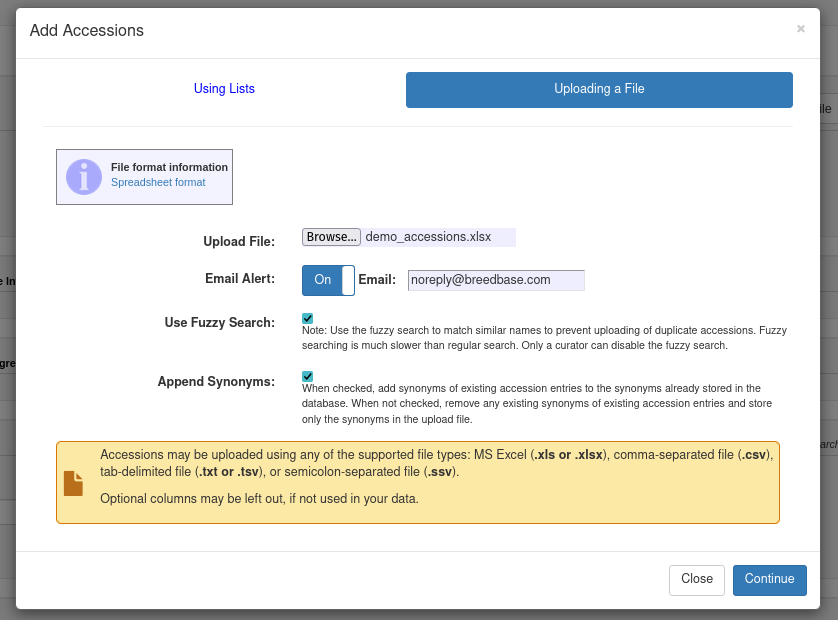 Add Accessions
×
Using Lists
Uploading a File
ile
i
File format information
Spreadsheet format
Upload File:
Browse... demo_accessions.xlsx
e In
Email Alert:
On
Email:
noreply@breedbase.com
Use Fuzzy Search:
Note: Use the fuzzy search to match similar names to prevent uploading of duplicate accessions. Fuzzy
searching is much slower than regular search. Only a curator can disable the fuzzy search.
gre
Append Synonyms:
When checked, add synonyms of existing accession entries to the synonyms already stored in the
database. When not checked, remove any existing synonyms of existing accession entries and store
only the synonyms in the upload file.
arch
Accessions may be uploaded using any of the supported file types: MS Excel (.xls or .xlsx), comma-separated file (.csv),
tab-delimited file (.txt or .tsv), or semicolon-separated file (.ssv).
Optional columns may be left out, if not used in your data.
Close
Continue